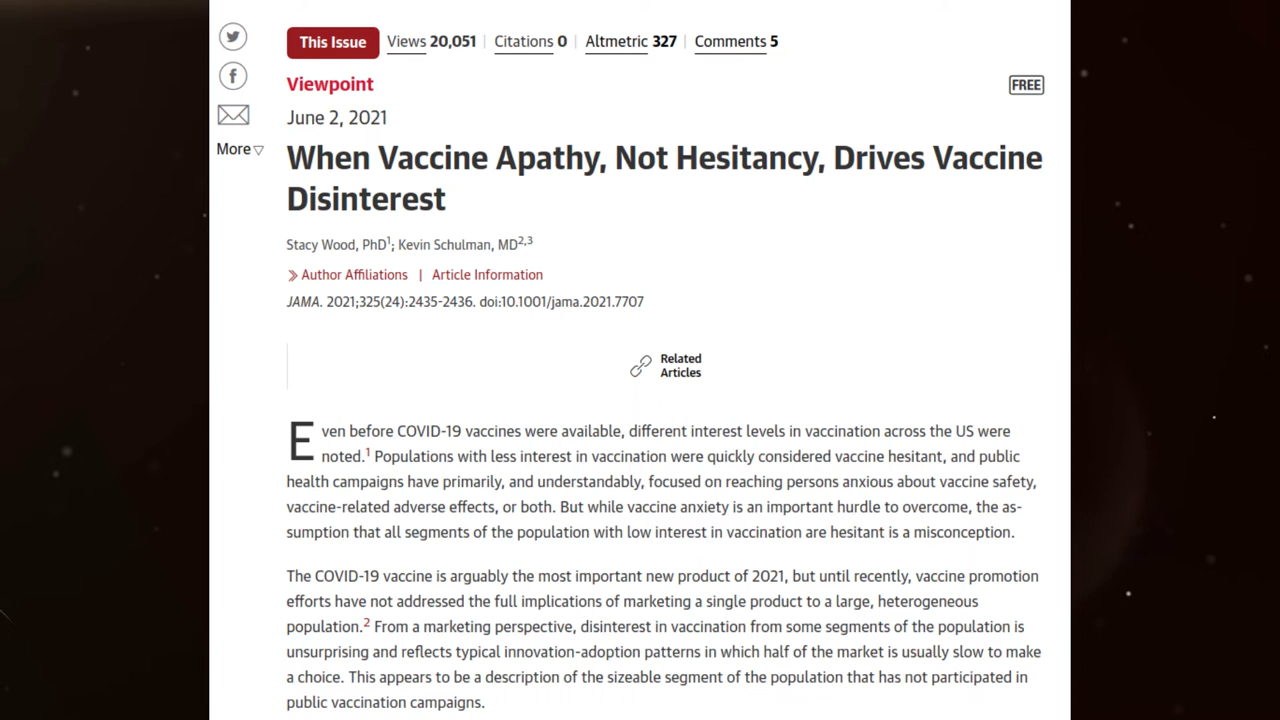 This Issue Views 20,051 | Citations 0 | Altmetric 327 | Comments 5
Viewpoint FREE
June 2, 2021
More
When Vaccine Apathy, Not Hesitancy, Drives Vaccine
Disinterest
Stacy Wood, PhD1; Kevin Schulman, MD2,3
Author Affiliations | Article Information
JAMA. 2021;325(24):2435-2436. doi:10.1001/jama.2021.7707
Related
Articles
Even before COVID-19 vaccines were available, different interest levels in vaccination across the US were
noted.1 Populations with less interest in vaccination were quickly considered vaccine hesitant, and public
health campaigns have primarily, and understandably, focused on reaching persons anxious about vaccine safety,
vaccine-related adverse effects, or both. But while vaccine anxiety is an important hurdle to overcome, the as-
sumption that all segments of the population with low interest in vaccination are hesitant is a misconception.
The COVID-19 vaccine is arguably the most important new product of 2021, but until recently, vaccine promotion
efforts have not addressed the full implications of marketing a single product to a large, heterogeneous
population.2 From a marketing perspective, disinterest in vaccination from some segments of the population is
unsurprising and reflects typical innovation-adoption patterns in which half of the market is usually slow to make
a choice. This appears to be a description of the sizeable segment of the population that has not participated in
public vaccination campaigns.